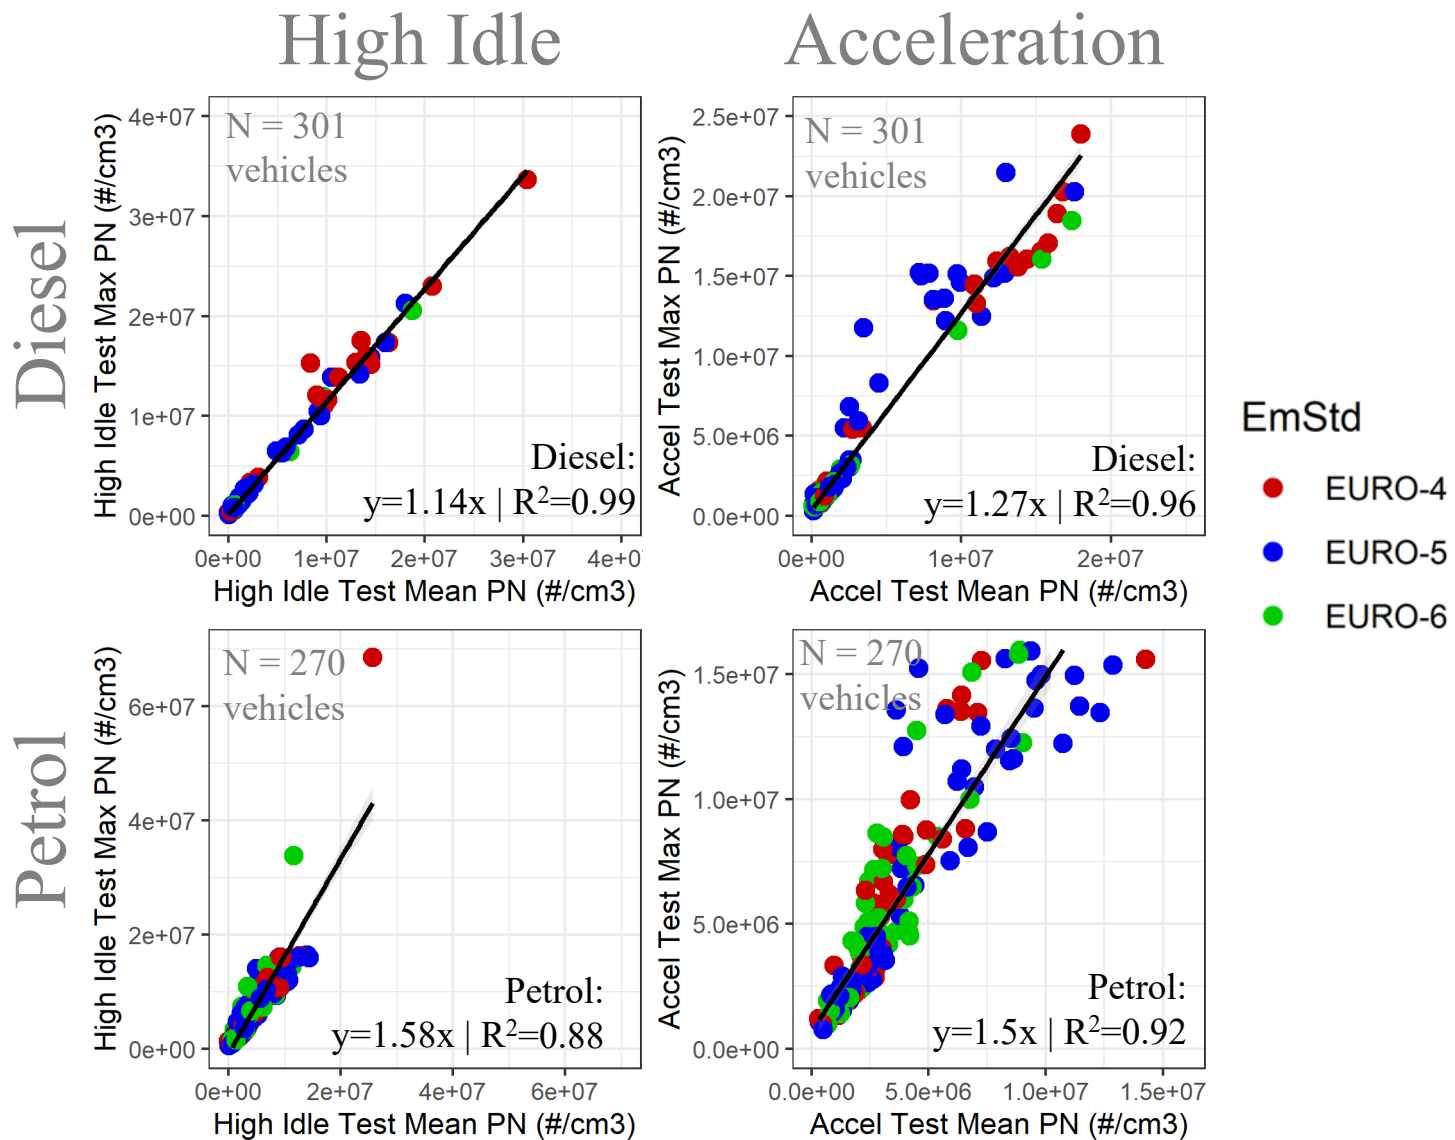 High Idle
Acceleration
Diesel
High Idle Test Max PN (#/cm3)
4e+07
3e+07
2e+07
1e+07
0e+00
N = 301
vehicles
Diesel:
y=1.14x | R²=0.99
0e+00 1e+07 2e+07 3e+07 4e+0
High Idle Test Mean PN (#/cm3)
Accel Test Max PN (#/cm3)
2.5e+07
2.0e+07
1.5e+07
1.0e+07
5.0e+06
0.0e+00
N = 301
vehicles
Diesel:
y=1.27x | R²=0.96
0e+00 1e+07 2e+07
Accel Test Mean PN (#/cm3)
EmStd
EURO-4
EURO-5
EURO-6
Petrol
High Idle Test Max PN (#/cm3)
6e+07
4e+07
2e+07
0e+00
N = 270
vehicles
Petrol:
y=1.58x | R²=0.88
0e+00 2e+07 4e+07 6e+07
High Idle Test Mean PN (#/cm3)
Accel Test Max PN (#/cm3)
1.5e+07
1.0e+07
5.0e+06
0.0e+00
N = 270
vehicles
Petrol:
y=1.5x | R²=0.92
0.0e+00 5.0e+06 1.0e+07 1.5e+07
Accel Test Mean PN (#/cm3)